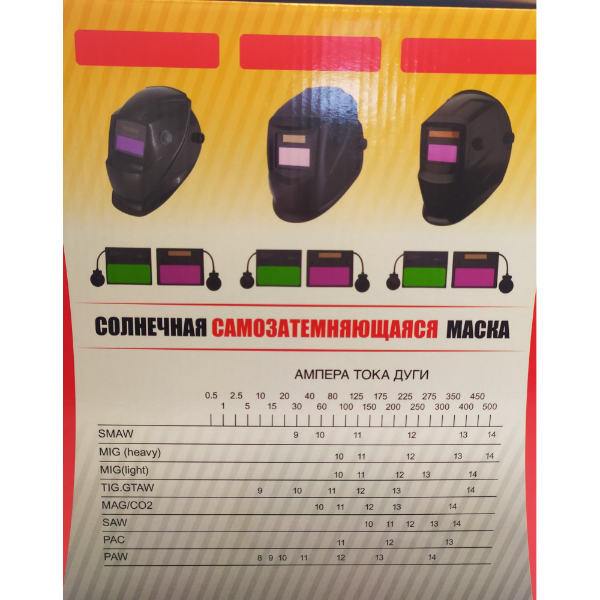 СОЛНЕЧНАЯ САМОЗАТЕМНЯЮЩАЯСЯ МАСКА
АМПЕРА ТОКА ДУГИ
0.5 2.5 10 20 40 80 125 175 225 275 350 450
1 5 15 30 60 100 150 200 250 300 400 500
SMAW 9 10 11 12 13 14
MIG (heavy) 10 11 12 13 14
MIG(light) 10 11 12 13 14
TIG.GTAW 9 10 11 12 13 14
MAG/CO2 10 11 12 13 14
SAW 10 11 12 13 14
PAC 11 12 13
PAW 8 9 10 11 12 13 14